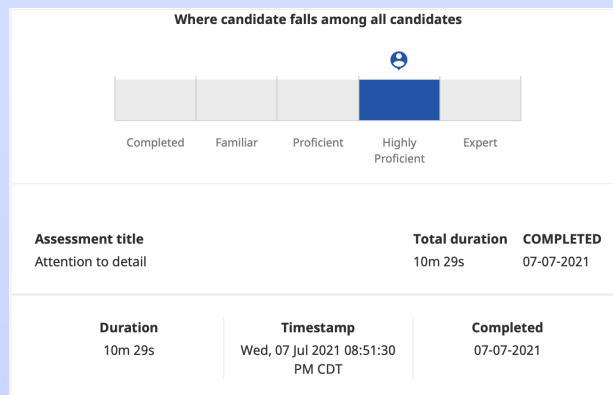 Where candidate falls among all candidates
Completed
Familiar
Proficient
Highly
Proficient
Expert
Assessment title
Total duration
COMPLETED
Attention to detail
10m 29s
07-07-2021
Duration
Timestamp
Completed
10m 29s
Wed, 07 Jul 2021 08:51:30
PM CDT
07-07-2021